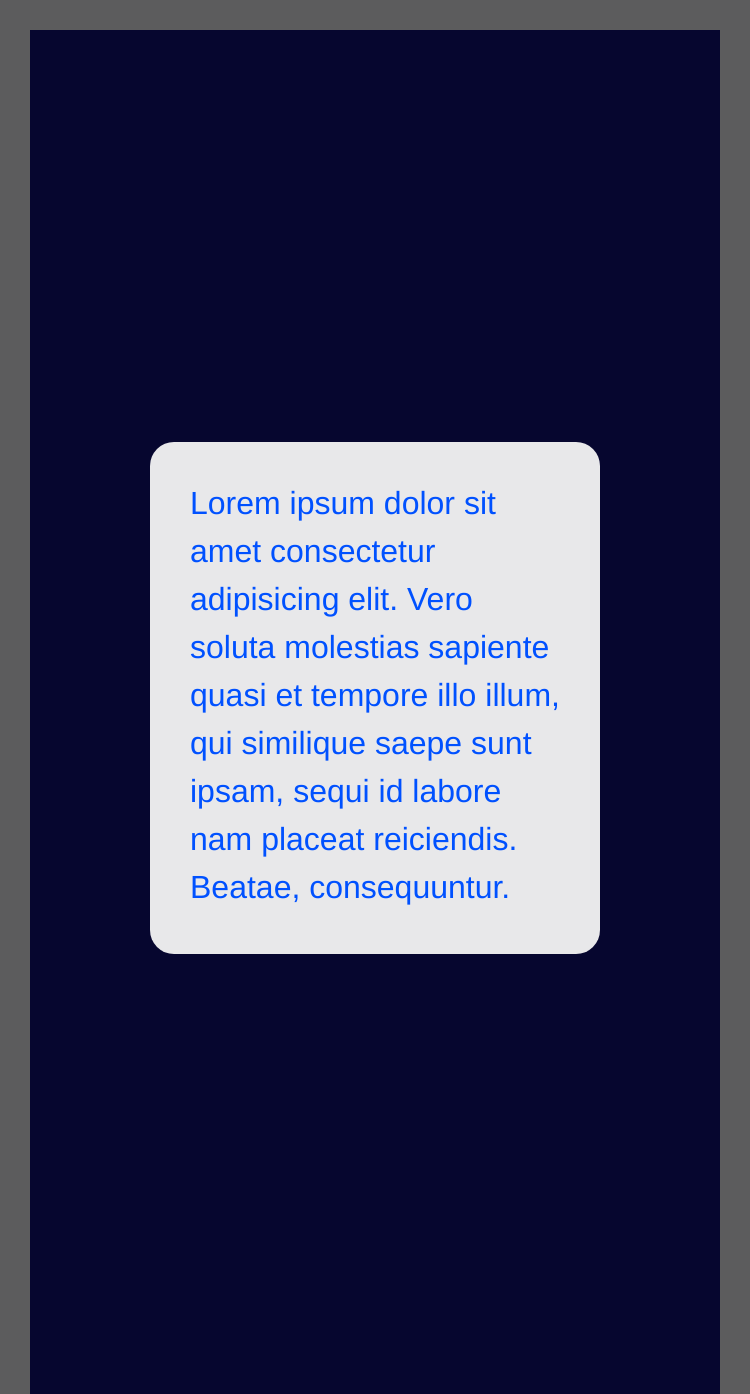 Lorem ipsum dolor sit
amet consectetur
adipisicing elit. Vero
soluta molestias sapiente
quasi et tempore illo illum,
qui similique saepe sunt
ipsam, sequi id labore
nam placeat reiciendis.
Beatae, consequuntur.